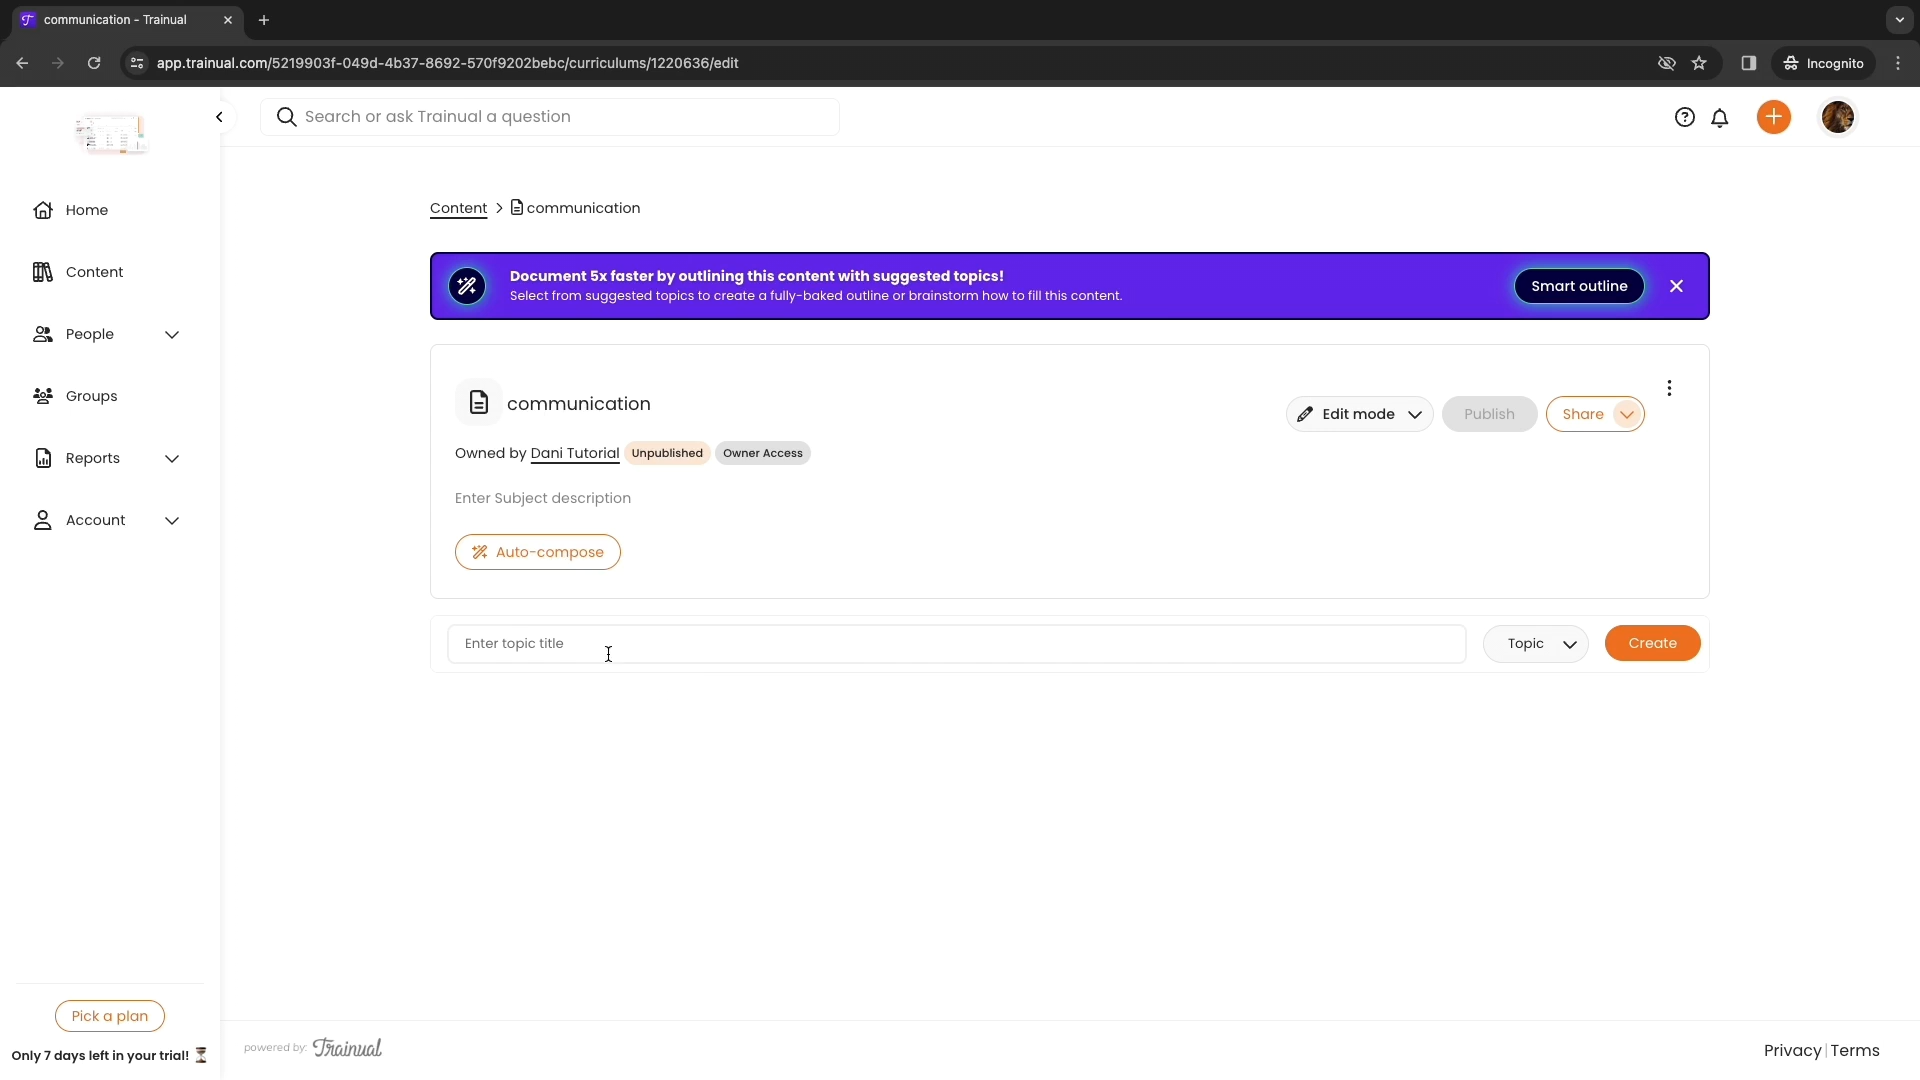 communication - Trainual
app.trainual.com/5219903f-049d-4b37-8692-570f9202bebc/curriculums/1220636/edit
Incognito
Search or ask Trainual a question
Home
Content
People
Groups
Reports
Account
Content > communication
Document 5x faster by outlining this content with suggested topics!
Select from suggested topics to create a fully-baked outline or brainstorm how to fill this content.
Smart outline
communication
Edit mode
Publish
Share
Owned by Dani Tutorial Unpublished Owner Access
Enter Subject description
Auto-compose
Enter topic title
Topic
Create
Pick a plan
Only 7 days left in your trial!
powered by: Trainual
Privacy | Terms